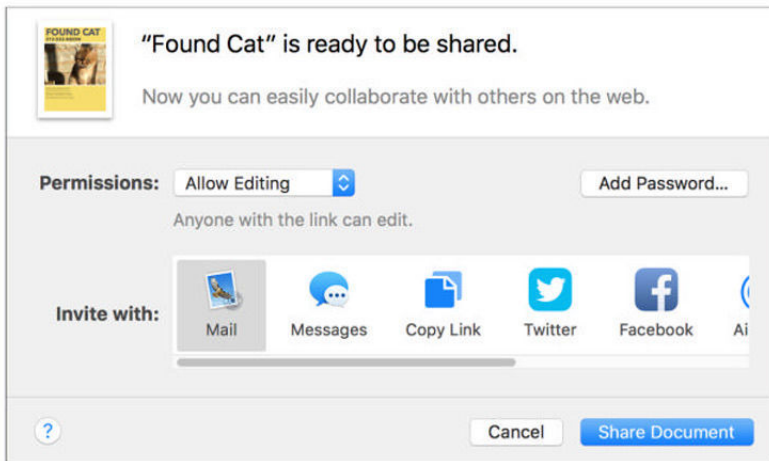 FOUND CAT
“Found Cat” is ready to be shared.
Now you can easily collaborate with others on the web.
Permissions: Allow Editing Add Password...
Anyone with the link can edit.
Invite with:
Mail Messages Copy Link Twitter Facebook Ai
? Cancel Share Document